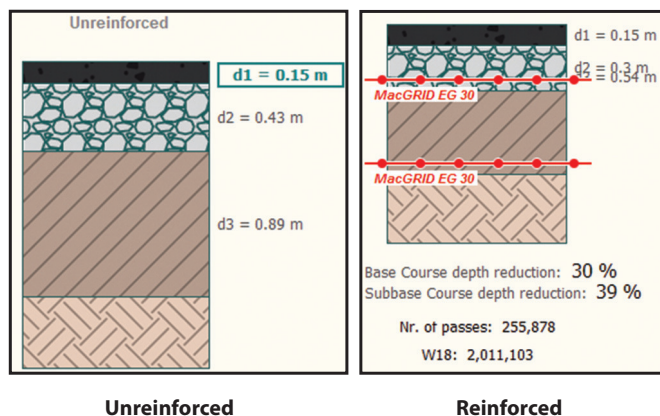 Unreinforced
d1 = 0.15 m
d2 = 0.43 m
d3 = 0.89 m
d1 = 0.15 m
d2 = 0.3 m
= 0.54 m
MacGRID EG 30
MacGRID EG 30
Base Course depth reduction: 30 %
Subbase Course depth reduction: 39 %
Nr. of passes: 255,878
W18: 2,011,103
Unreinforced
Reinforced